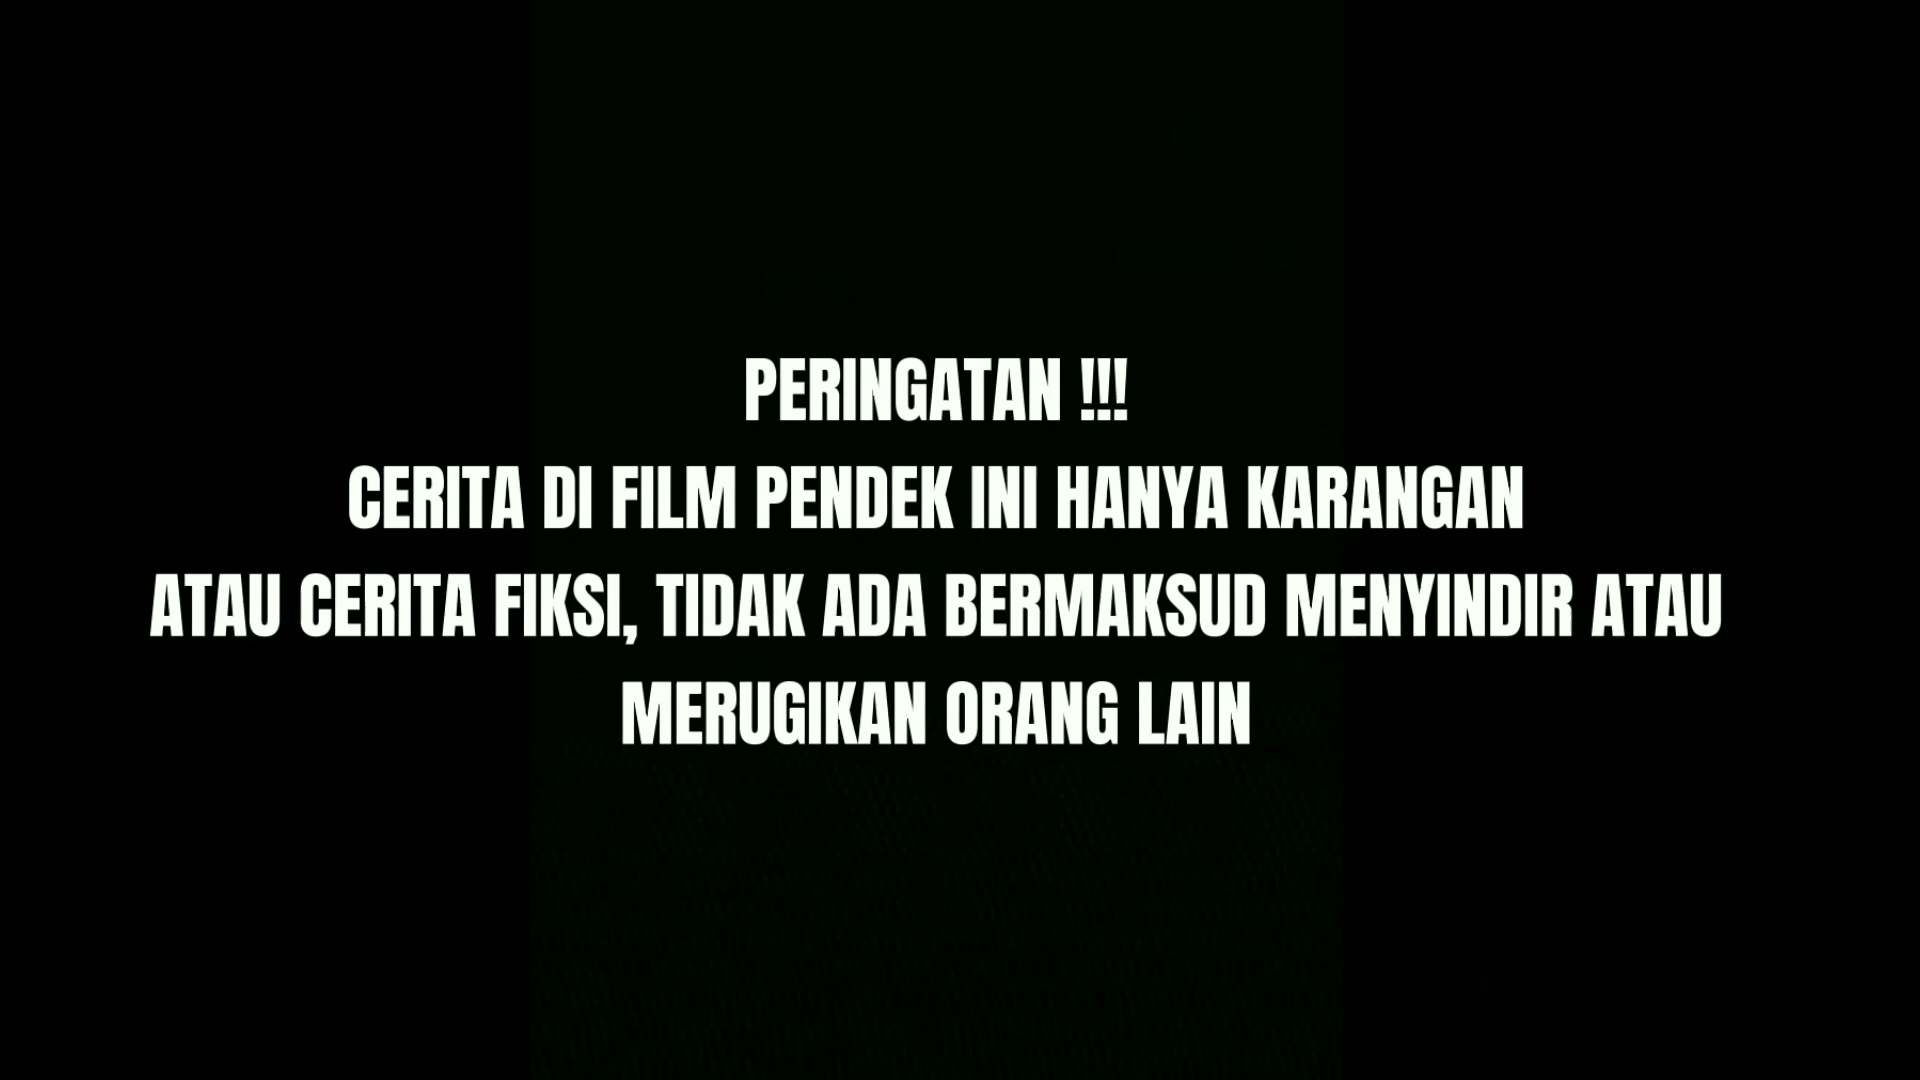 PERINGATAN !!!
CERITA DI FILM PENDEK INI HANYA KARANGAN
ATAU CERITA FIKSI, TIDAK ADA BERMAKSUD MENYINDIR ATAU
MERUGIKAN ORANG LAIN